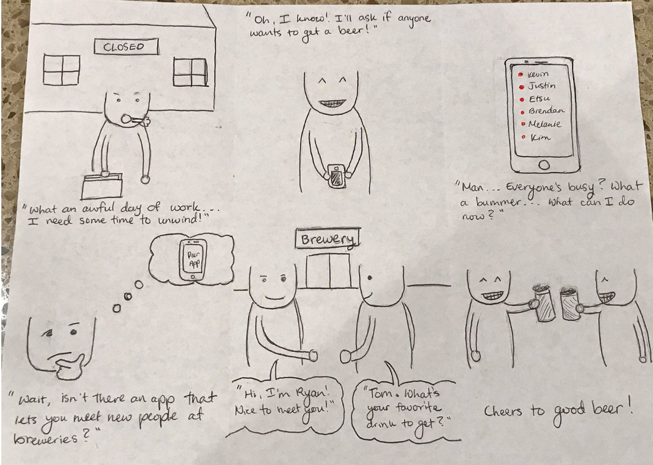 CLOSED
"What an awful day of work...
I need some time to unwind!"
"Oh, I know! I'll ask if anyone
wants to get a beer!"
Kevin
Justin
Etsu
Brendan
Melanie
Kim
"Man... Everyone's busy? What
a bummer... What can I do
now?"
App
"Wait, isn't there an app that
lets you meet new people at
breweries?"
Brewery
"Hi, I'm Ryan!
Nice to meet you!"
"Tom. What's
your favorite
drink to get?"
Cheers to good beer!